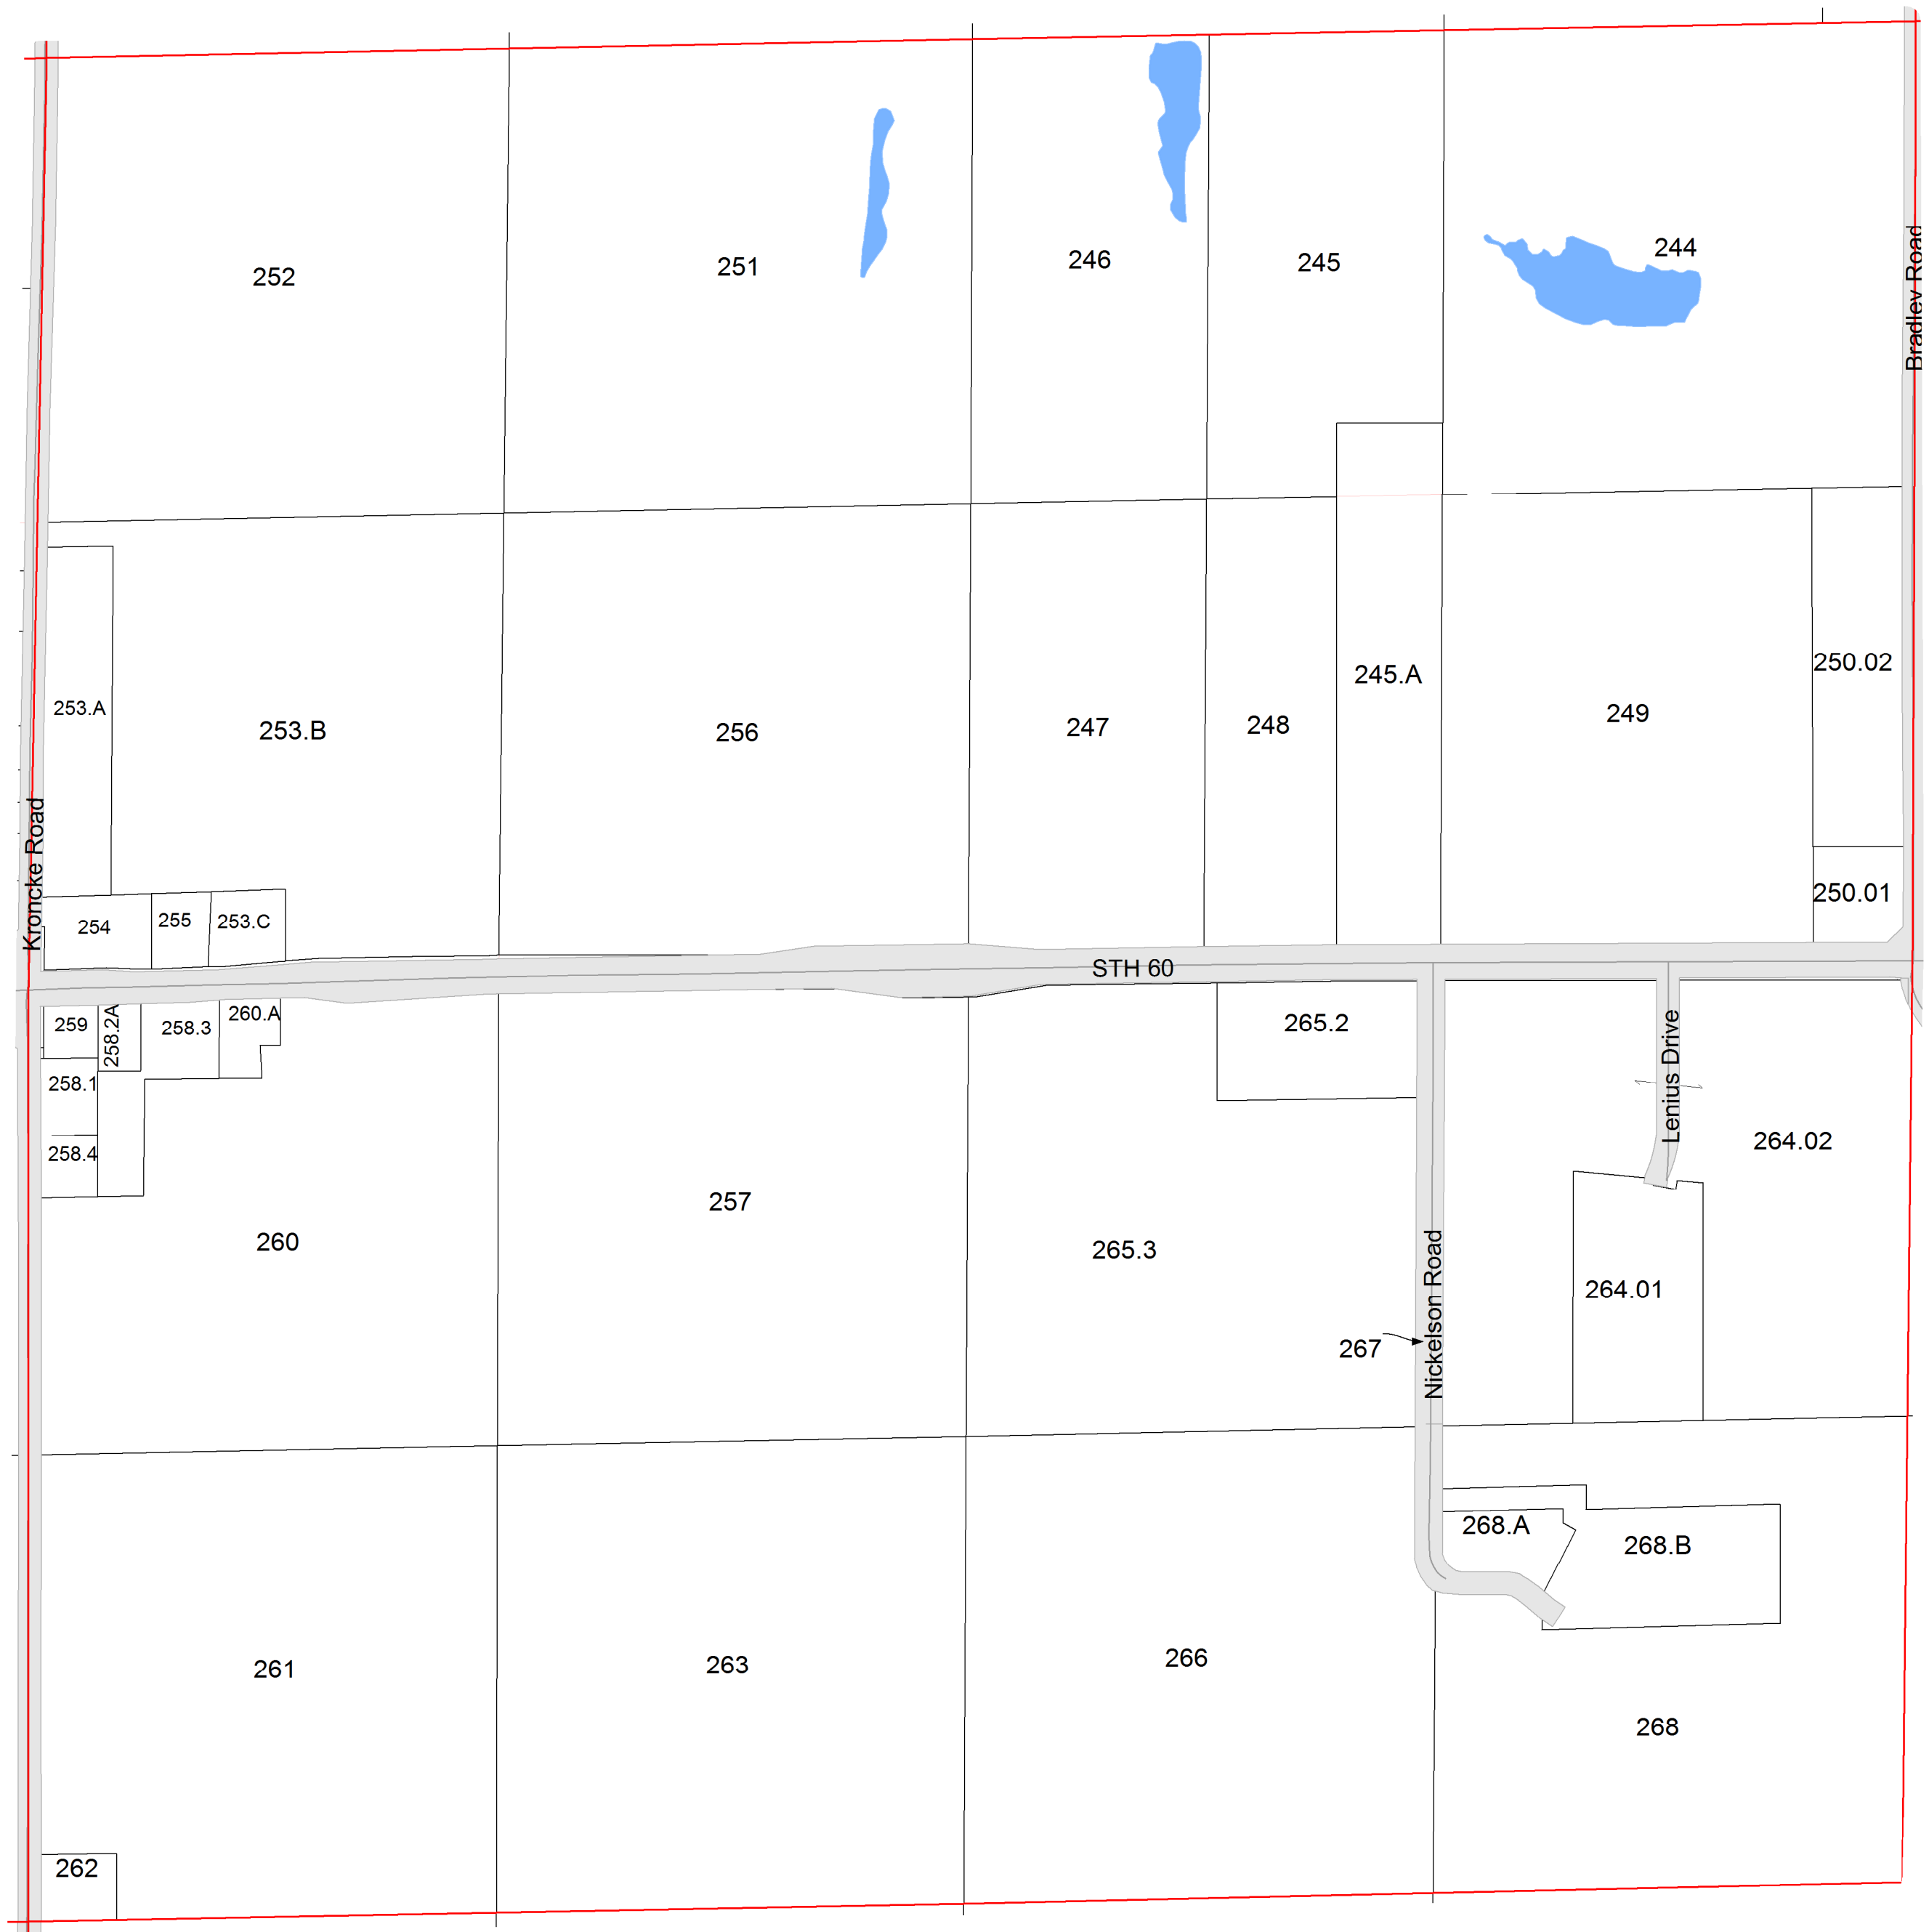 244
252
251
246
245
Bradley Road
250.02
245.A
253.A
249
253.B
256
247
248
Kroncke Road
250.01
254
255
253.C
STH 60
259
258.2A
258.3
260.A
265.2
258.1
Lenius Drive
258.4
264.02
257
260
265.3
264.01
Nickelson Road
267
268.A
268.B
261
263
266
268
262